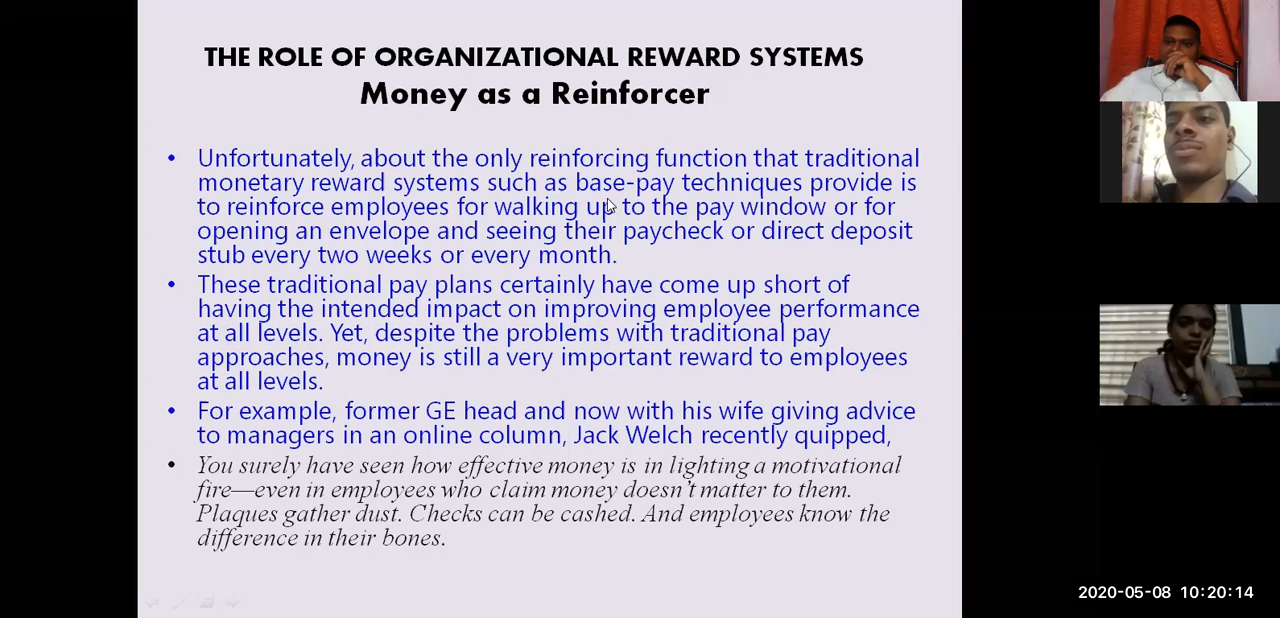 THE ROLE OF ORGANIZATIONAL REWARD SYSTEMS
Money as a Reinforcer
• Unfortunately, about the only reinforcing function that traditional
monetary reward systems such as base-pay techniques provide is
to reinforce employees for walking up to the pay window or for
opening an envelope and seeing their paycheck or direct deposit
stub every two weeks or every month.
• These traditional pay plans certainly have come up short of
having the intended impact on improving employee performance
at all levels. Yet, despite the problems with traditional pay
approaches, money is still a very important reward to employees
at all levels.
• For example, former GE head and now with his wife giving advice
to managers in an online column, Jack Welch recently quipped,
• You surely have seen how effective money is in lighting a motivational
fire—even in employees who claim money doesn’t matter to them.
Plaques gather dust. Checks can be cashed. And employees know the
difference in their bones.
2020-05-08 10:20:14